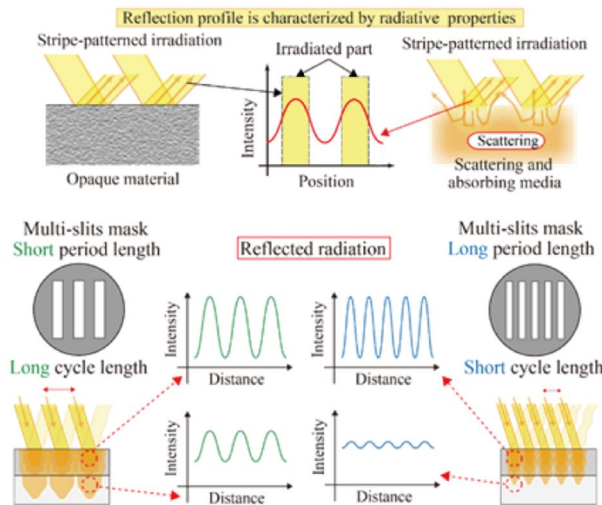 Reflection profile is characterized by radiative properties
Stripe-patterned irradiation
Irradiated part
Stripe-patterned irradiation
Intensity
Position
Scattering
Opaque material
Scattering and
absorbing media
Multi-slits mask
Short period length
Reflected radiation
Multi-slits mask
Long period length
Intensity
Distance
Intensity
Distance
Long cycle length
Short cycle length
Intensity
Distance
Intensity
Distance